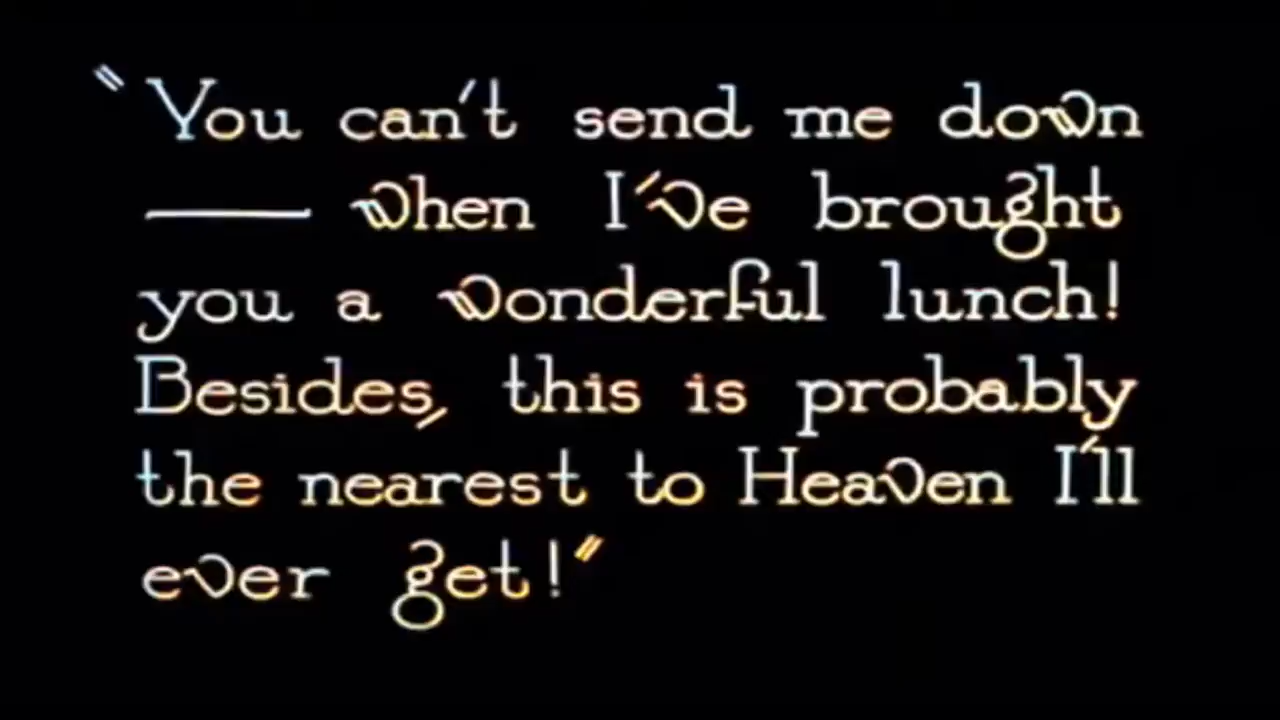 "You can't send me down
— when I've brought
you a wonderful lunch!
Besides, this is probably
the nearest to Heaven I'll
ever get!"